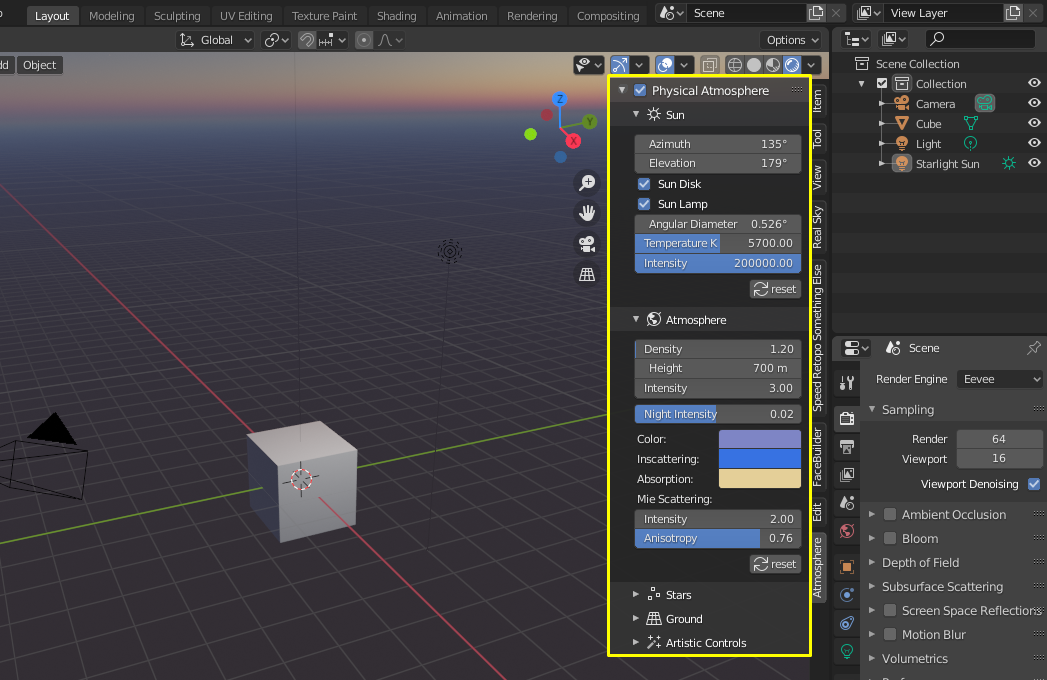 Layout Modeling Sculpting UV Editing Texture Paint Shading Animation Rendering Compositing Scene View Layer
Global Options
dd Object
Physical Atmosphere
Sun
Azimuth 135°
Elevation 179°
Sun Disk
Sun Lamp
Angular Diameter 0.526°
Temperature K 5700.00
Intensity 200000.00
reset
Atmosphere
Density 1.20
Height 700 m
Intensity 3.00
Night Intensity 0.02
Color:
Inscattering:
Absorption:
Mie Scattering:
Intensity 2.00
Anisotropy 0.76
reset
Stars
Ground
Artistic Controls
Z
Y
X
Item
Tool
View
Real Sky
Speed Retopo Something Else
FaceBuilder
Edit
Atmosphere
Scene Collection
Collection
Camera
Cube
Light
Starlight Sun
Scene
Render Engine Eevee
Sampling
Render 64
Viewport 16
Viewport Denoising
Ambient Occlusion
Bloom
Depth of Field
Subsurface Scattering
Screen Space Reflections
Motion Blur
Volumetrics